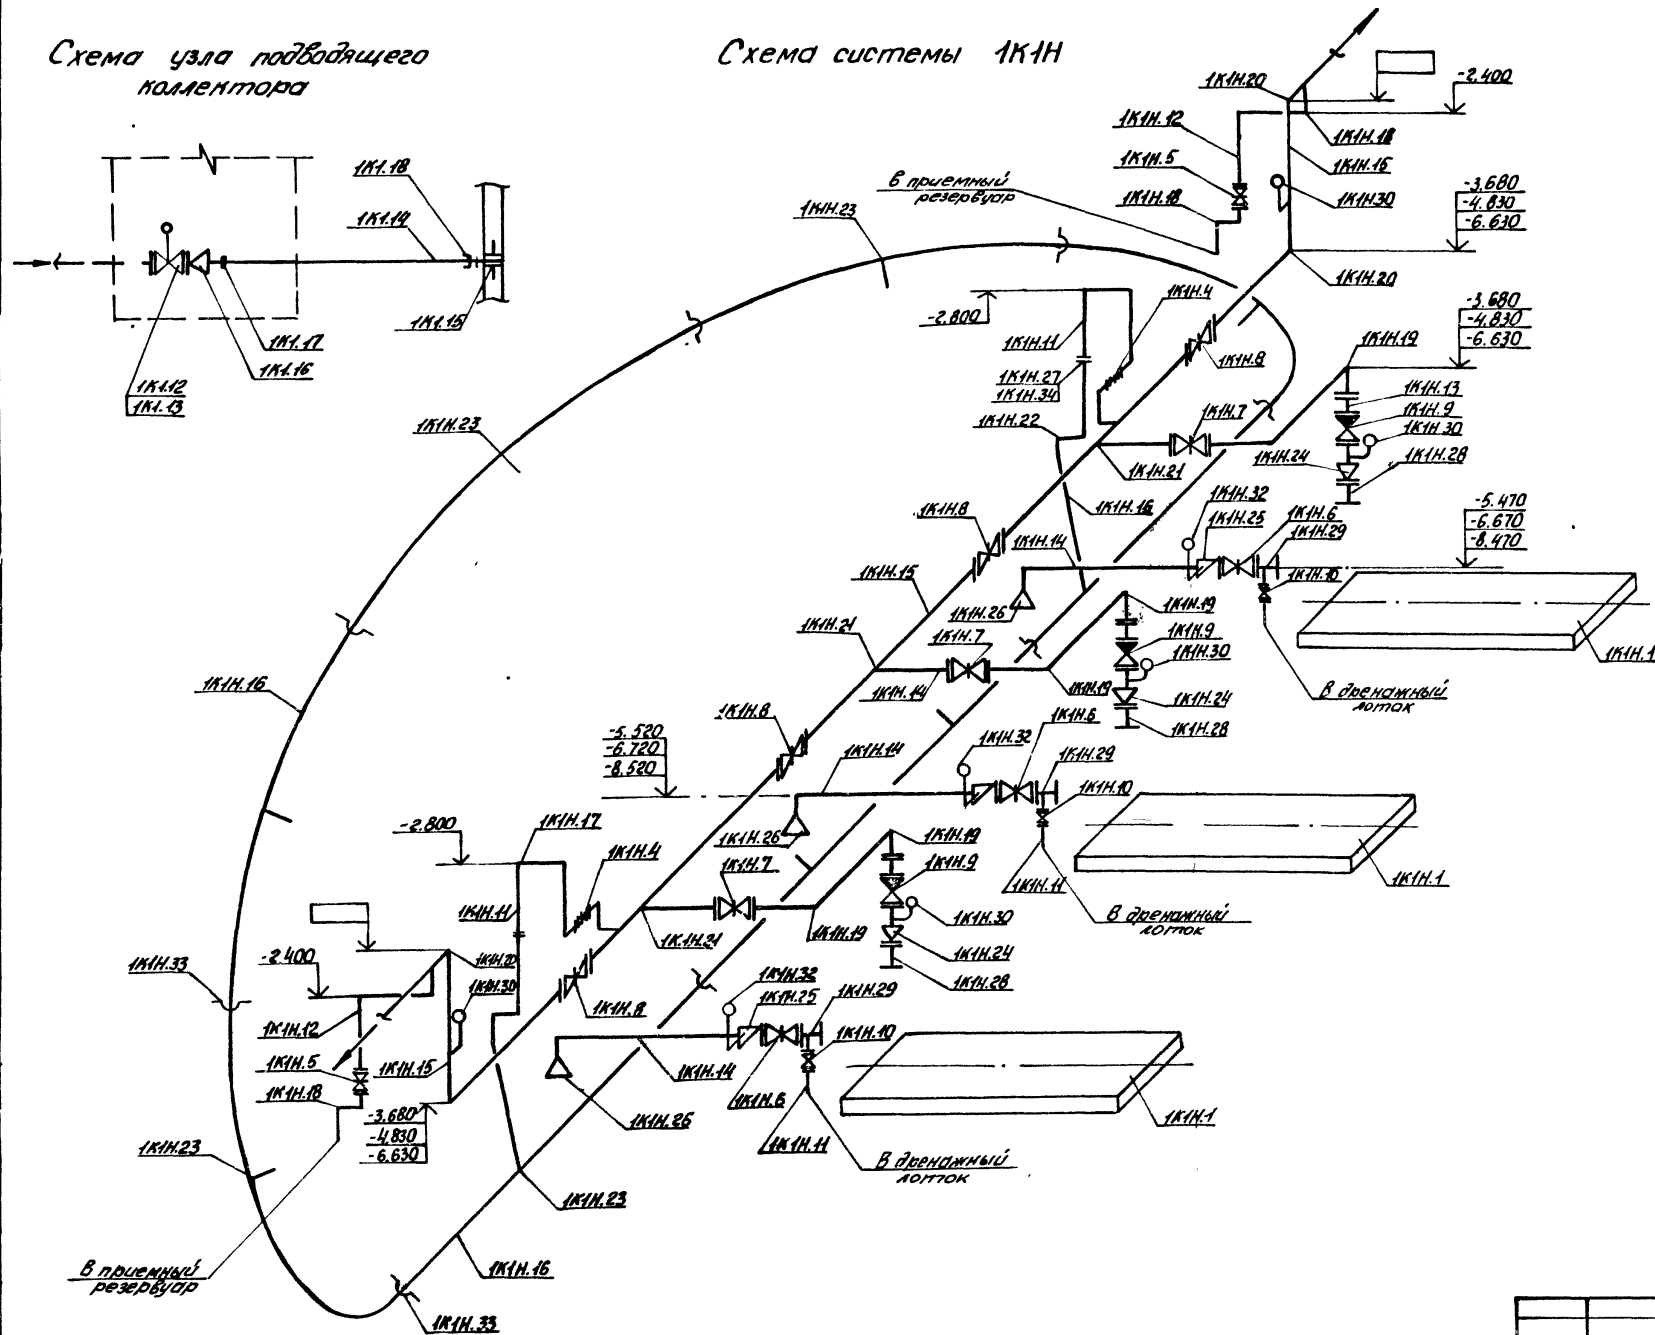 Схема узла подводящего
коллектора
Схема системы 1К1Н
1К1.18
1К1.14
1К1.15
1К1.17
1К1.16
1К1.12
1К1.13
1К1Н.20
-2.400
1К1Н.12
1К1Н.18
1К1Н.5
1К1Н.15
В приемный
резервуар
1К1Н.18
1К1Н.30
-3.680
-4.830
-6.630
1К1Н.23
1К1Н.20
-2.800
1К1Н.4
-3.680
-4.830
-6.630
1К1Н.11
1К1Н.8
1К1Н.19
1К1Н.27
1К1Н.34
1К1Н.13
1К1Н.9
1К1Н.30
1К1Н.22
1К1Н.7
1К1Н.23
1К1Н.21
1К1Н.24
1К1Н.28
1К1Н.32
1К1Н.25
1К1Н.6
1К1Н.29
-5.470
-6.670
-8.470
1К1Н.8
1К1Н.16
1К1Н.14
1К1Н.10
1К1Н.15
1К1Н.26
1К1Н.19
1К1Н.21
1К1Н.7
1К1Н.9
1К1Н.30
1К1Н.1
1К1Н.16
1К1Н.14
1К1Н.19
1К1Н.24
В дренажный
лоток
1К1Н.8
1К1Н.6
1К1Н.28
-5.520
-6.720
-8.520
1К1Н.14
1К1Н.32
1К1Н.29
1К1Н.10
-2.800
1К1Н.17
1К1Н.26
1К1Н.19
1К1Н.4
1К1Н.7
1К1Н.9
1К1Н.11
1К1Н.1
1К1Н.11
1К1Н.30
В дренажный
лоток
1К1Н.21
1К1Н.19
1К1Н.24
-2.400
1К1Н.20
1К1Н.33
1К1Н.30
1К1Н.32
1К1Н.25
1К1Н.29
1К1Н.28
1К1Н.12
1К1Н.8
1К1Н.10
1К1Н.5
1К1Н.15
1К1Н.14
1К1Н.18
1К1Н.6
-3.680
-4.830
-6.630
1К1Н.26
1К1Н.1
1К1Н.23
1К1Н.11
В дренажный
лоток
1К1Н.23
В приемный
резервуар
1К1Н.16
1К1Н.33